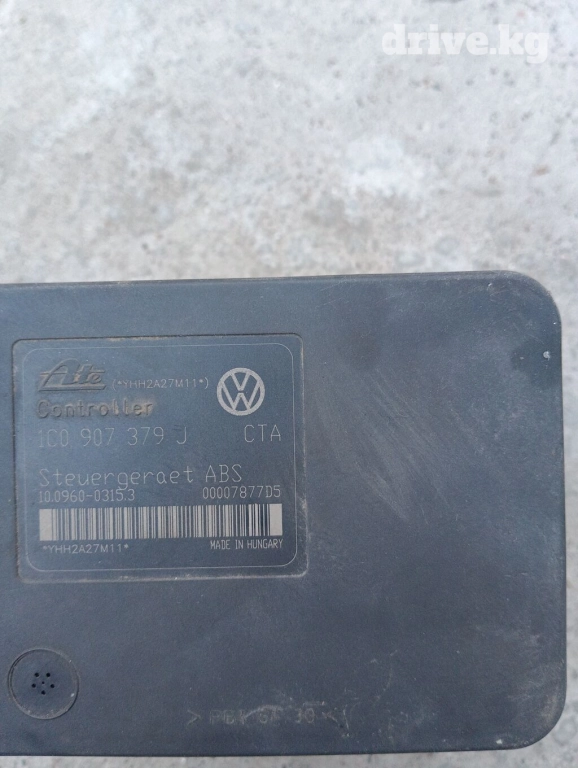 drive.kg
Ate (*YHH2A27M11*)
Controller
1C0 907 379 J CTA
Steuergeraet ABS
10.0960-0315.3 00007877D5
*YHH2A27M11* MADE IN HUNGARY